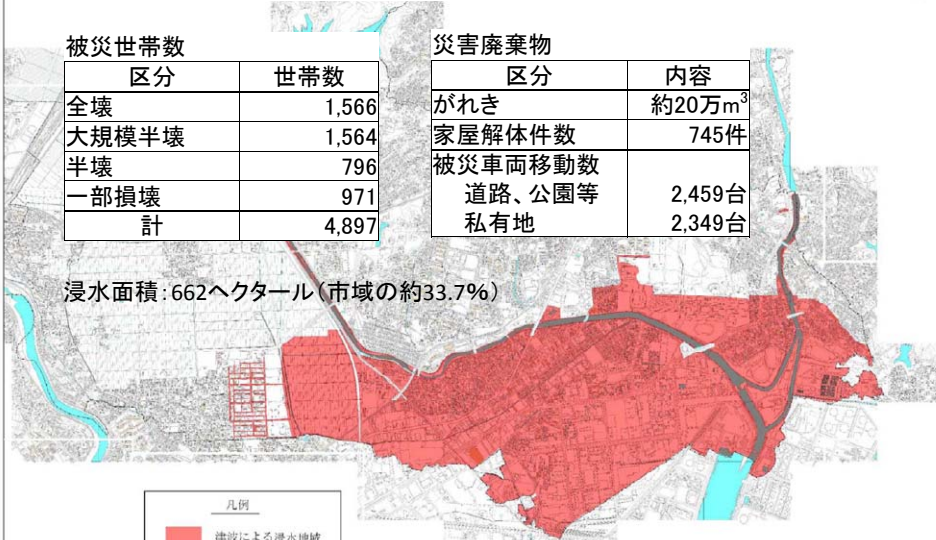 被災世帯数
区分 世帯数
全壊 1,566
大規模半壊 1,564
半壊 796
一部損壊 971
計 4,897
災害廃棄物
区分 内容
がれき 約20万m³
家屋解体件数 745件
被災車両移動数
道路、公園等 2,459台
私有地 2,349台
浸水面積：662ヘクタール（市域の約33.7％）
凡例
津波による浸水地域